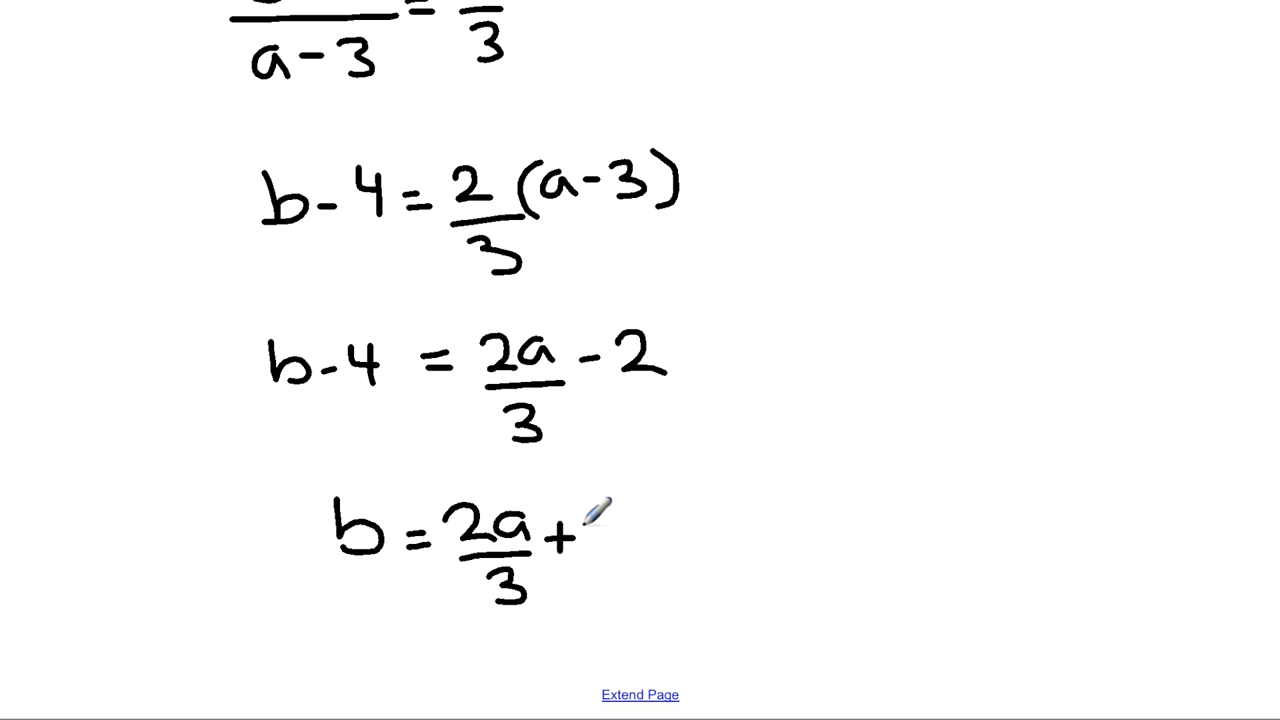 a - 3 = 3
b - 4 = 2/3 (a - 3)
b - 4 = 2a/3 - 2
b = 2a/3 +
Extend Page